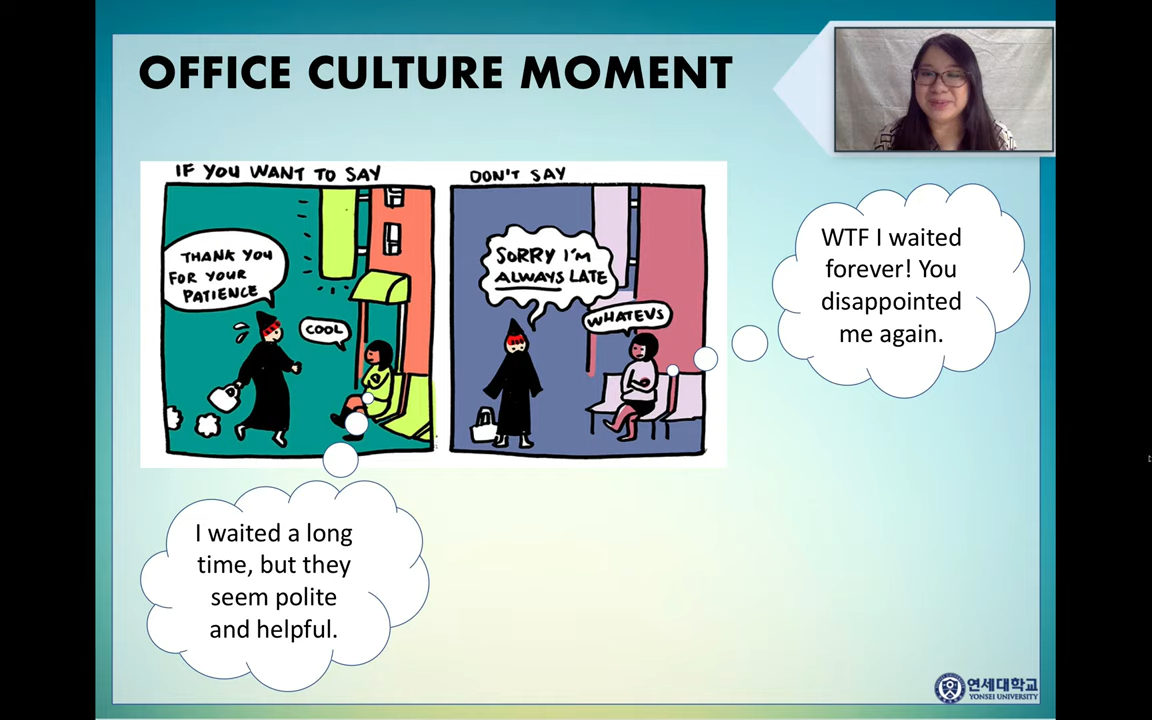 OFFICE CULTURE MOMENT
IF YOU WANT TO SAY
THANK YOU
FOR YOUR
PATIENCE
COOL
DON'T SAY
SORRY I'M
ALWAYS LATE
WHATEVS
WTF I waited
forever! You
disappointed
me again.
I waited a long
time, but they
seem polite
and helpful.
연세대학교
YONSEI UNIVERSITY